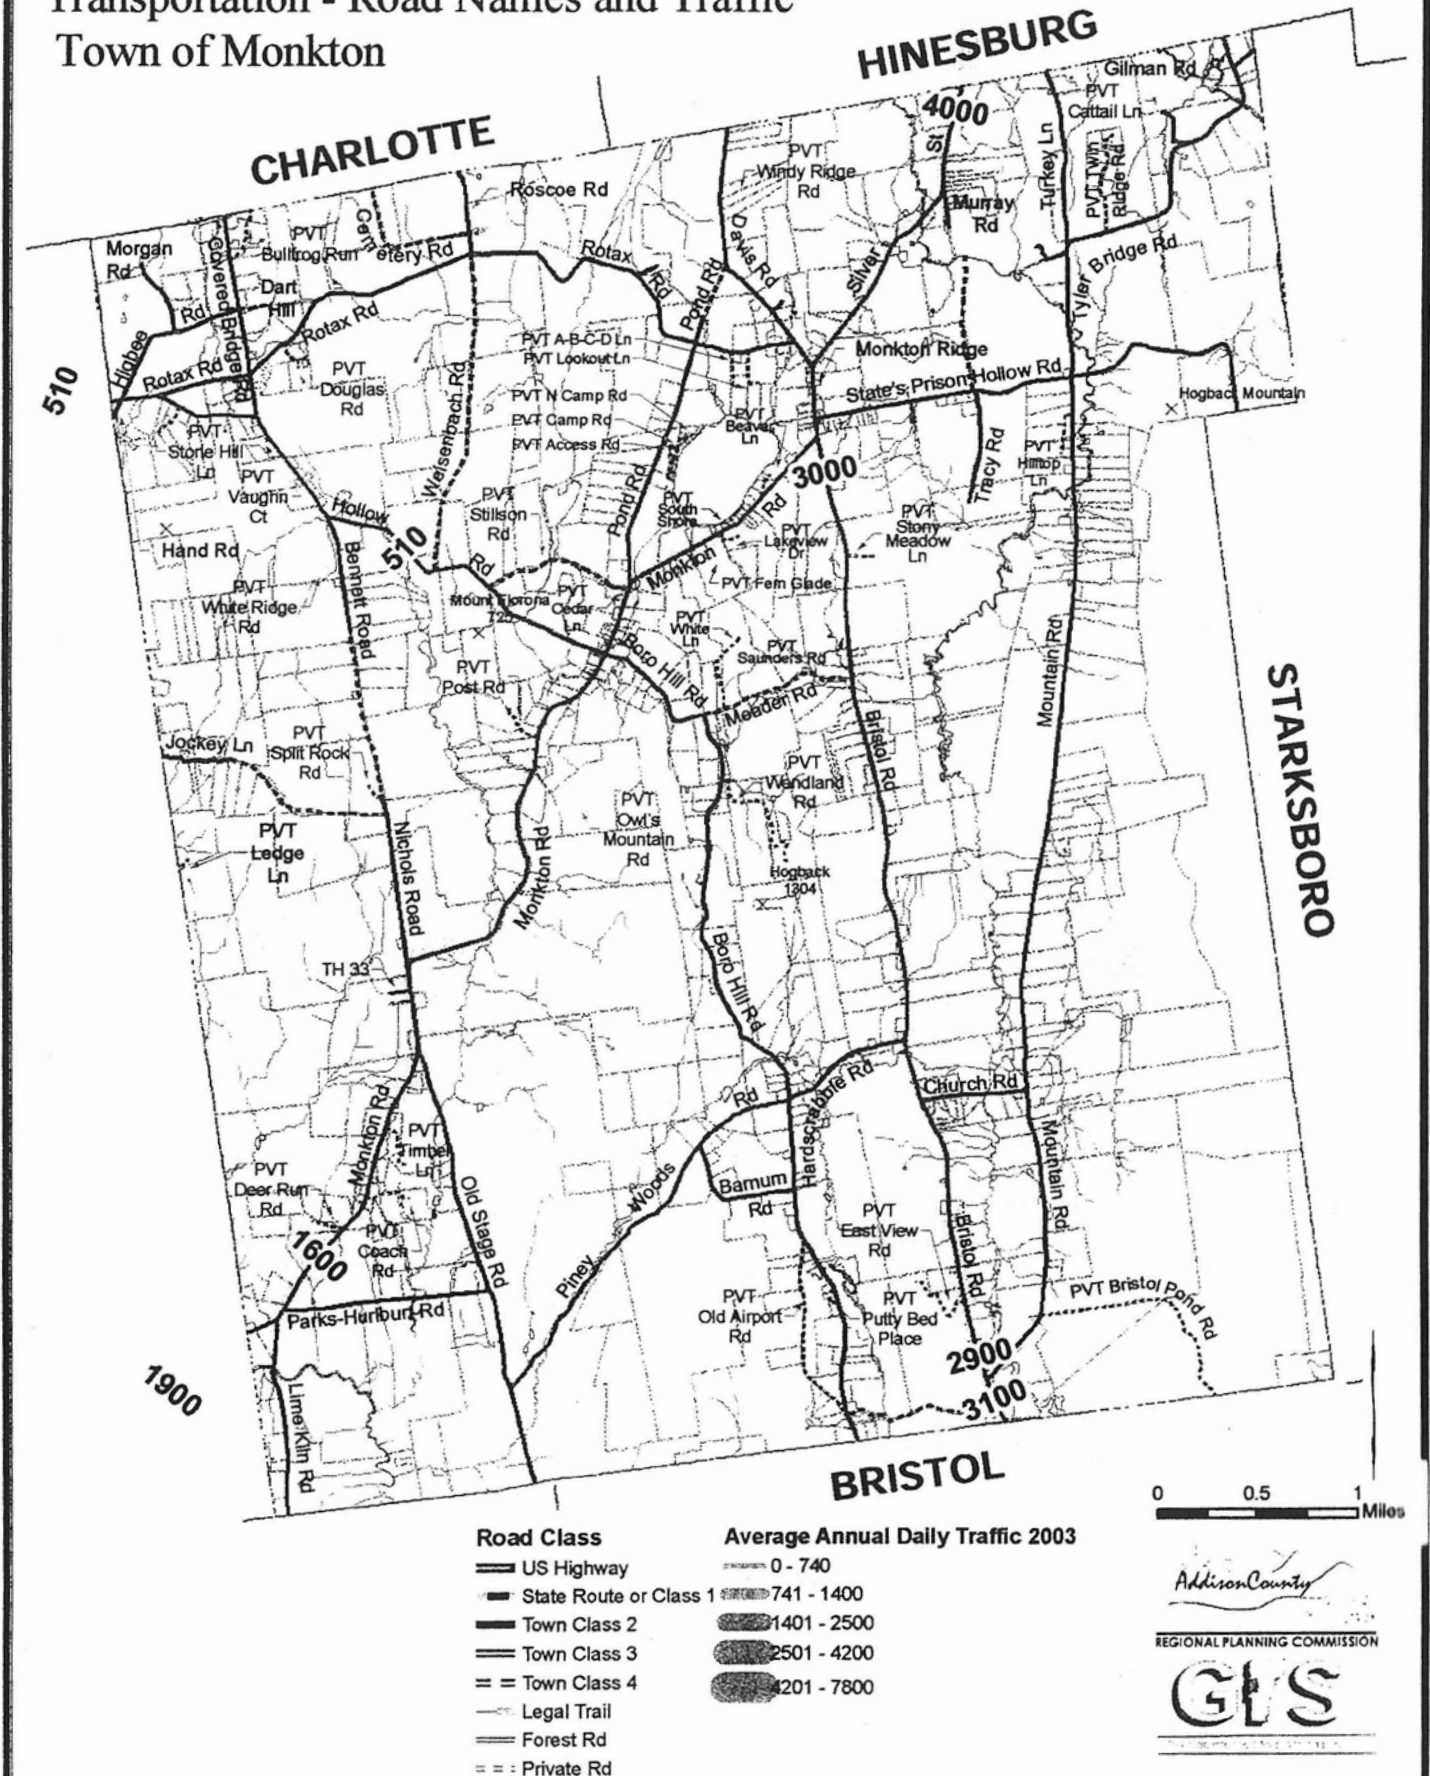 Transportation - Road Names and Traffic
Town of Monkton
HINESBURG
CHARLOTTE
4000
Gilman Rd
PVT
Cattail Ln
PVT
Windy Ridge
Rd
St
Turkey Ln
PVT Twin
Ridge Rd
Roscoe Rd
Murray
Rd
Morgan
Rd
Covered Bridge Rd
PVT
Bullfrog Run
Cemetery Rd
Rotax
Rd
Davis Rd
Silver
Bridge Rd
Tyler
Dart
Hill
Pond Rd
Rd
Rotax Rd
Higbee
Rotax Rd
PVT A-B-C-D Ln
PVT Lookout Ln
Monkton Ridge
State's Prison Hollow Rd
Hogback Mountain
510
PVT
Douglas
Rd
Weisenbach Rd
PVT N Camp Rd
PVT Camp Rd
PVT Access Rd
PVT
Beaver
Ln
PVT
Stone Hill
Ln
PVT
Vaughn
Ct
3000
Tracy Rd
PVT
Hilltop
Ln
Hollow
510
Rd
PVT
Stillson
Rd
Pond Rd
PVT
South
Shore
Rd
PVT
Lakeview
Dr
PVT
Stony
Meadow
Ln
Hand Rd
Bennett Road
Monkton
PVT Fern Glade
PVT
White Ridge
Rd
Mount Florona
725
PVT
Cedar
Ln
PVT
White
Ln
PVT
Saunders Rd
Mountain Rd
PVT
Post Rd
Boro Hill Rd
Meader Rd
STARKSBORO
Jockey Ln
PVT
Split Rock
Rd
Bristol Rd
PVT
Wendland
Rd
PVT
Owl's
Mountain
Rd
PVT
Ledge
Ln
Nichols Road
Monkton Rd
Hogback
1304
TH 33
Boro Hill Rd
Church Rd
Rd
Hardscrabble Rd
Monkton Rd
PVT
Timber
Ln
PVT
Deer Run
Rd
Old Stage Rd
Woods
Barnum
Rd
Mountain Rd
1600
PVT
Coach
Rd
PVT
East View
Rd
Bristol Rd
Piney
PVT
Old Airport
Rd
PVT
Putty Bed
Place
PVT Bristol Pond Rd
Parks-Hurlburt Rd
1900
Lime Kiln Rd
2900
3100
BRISTOL
0 0.5 1
Miles
Road Class
US Highway
State Route or Class 1
Town Class 2
Town Class 3
Town Class 4
Legal Trail
Forest Rd
Private Rd
Average Annual Daily Traffic 2003
0 - 740
741 - 1400
1401 - 2500
2501 - 4200
4201 - 7800
Addison County
REGIONAL PLANNING COMMISSION
GIS